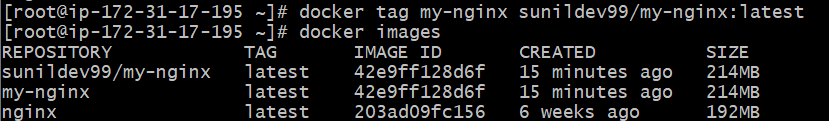 [root@ip-172-31-17-195 ~]# docker tag my-nginx sunildev99/my-nginx:latest
[root@ip-172-31-17-195 ~]# docker images
REPOSITORY TAG IMAGE ID CREATED SIZE
sunildev99/my-nginx latest 42e9ff128d6f 15 minutes ago 214MB
my-nginx latest 42e9ff128d6f 15 minutes ago 214MB
nginx latest 203ad09fc156 6 weeks ago 192MB